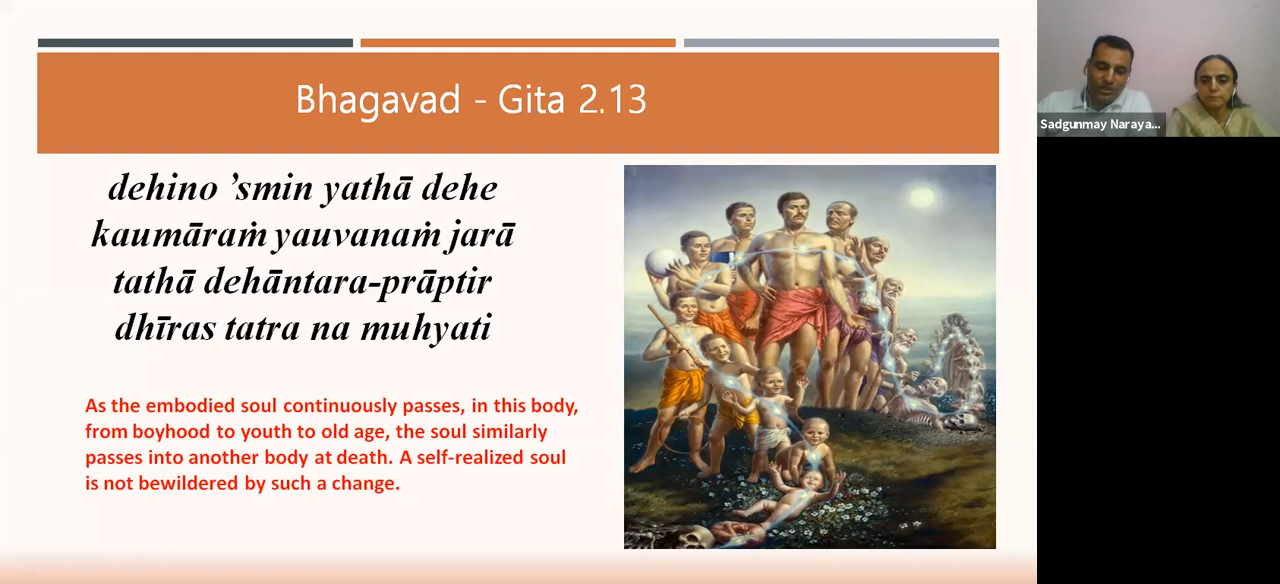 Bhagavad - Gita 2.13
dehino ’smin yathā dehe
kaumāraṁ yauvanaṁ jarā
tathā dehāntara-prāptir
dhīras tatra na muhyati
As the embodied soul continuously passes, in this body,
from boyhood to youth to old age, the soul similarly
passes into another body at death. A self-realized soul
is not bewildered by such a change.
Sadgunmay Naraya...